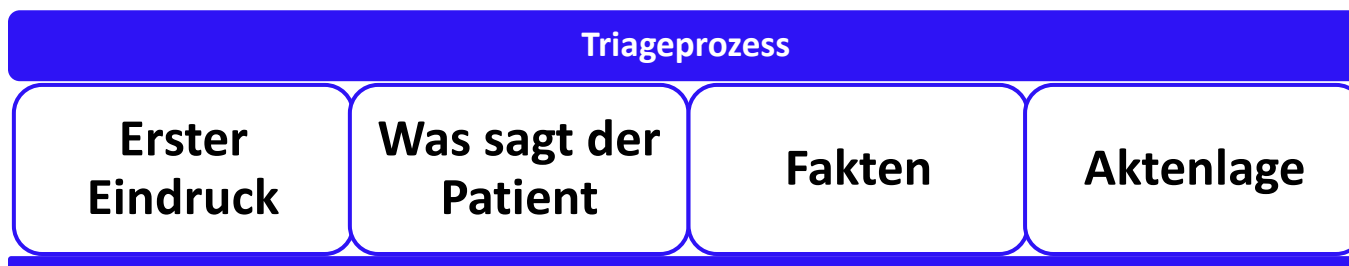 Triageprozess
Erster
Eindruck
Was sagt der
Patient
Fakten
Aktenlage